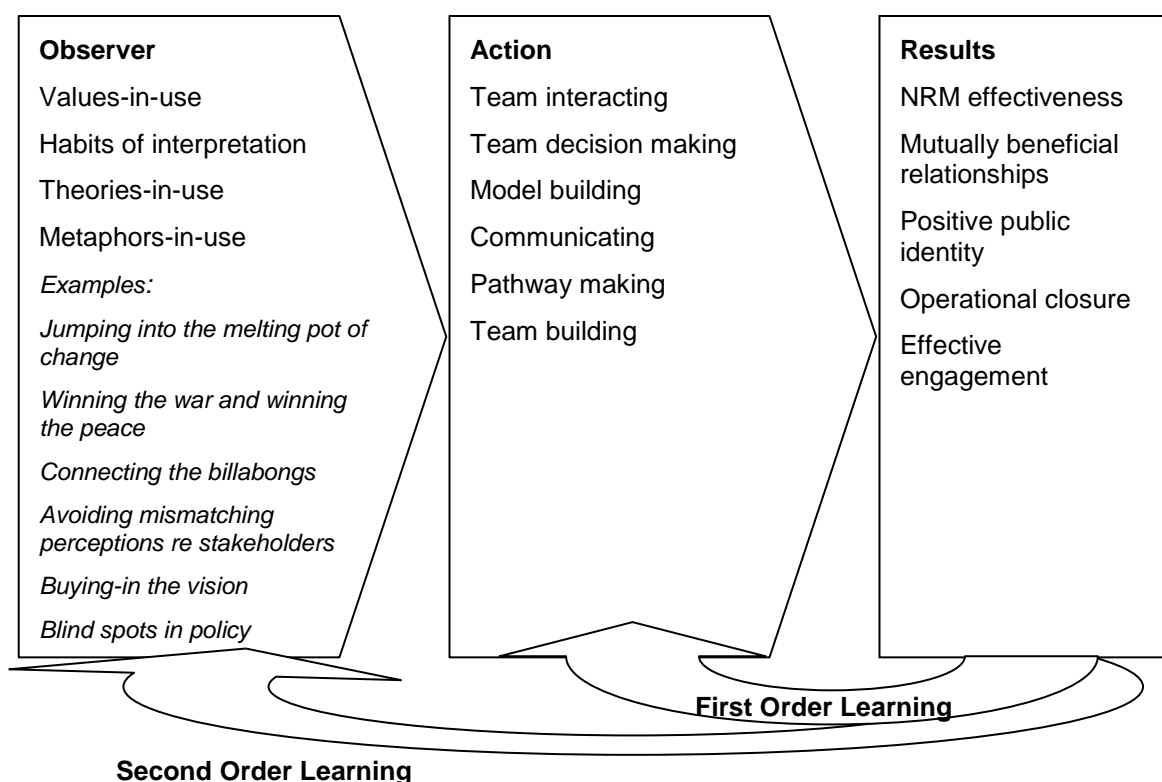 Observer
Values-in-use
Habits of interpretation
Theories-in-use
Metaphors-in-use
Examples:
Jumping into the melting pot of
change
Winning the war and winning
the peace
Connecting the billabongs
Avoiding mismatching
perceptions re stakeholders
Buying-in the vision
Blind spots in policy
Action
Team interacting
Team decision making
Model building
Communicating
Pathway making
Team building
Results
NRM effectiveness
Mutually beneficial
relationships
Positive public
identity
Operational closure
Effective
engagement
First Order Learning
Second Order Learning